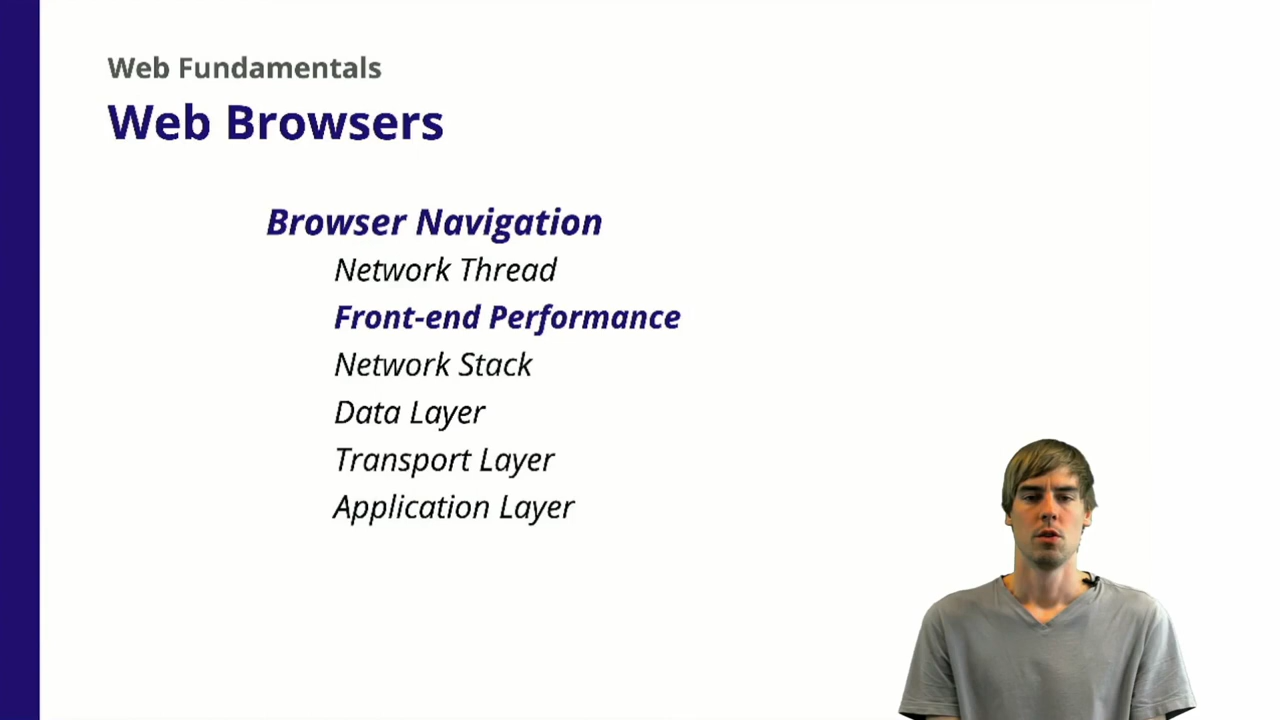 Web Fundamentals
Web Browsers
Browser Navigation
Network Thread
Front-end Performance
Network Stack
Data Layer
Transport Layer
Application Layer